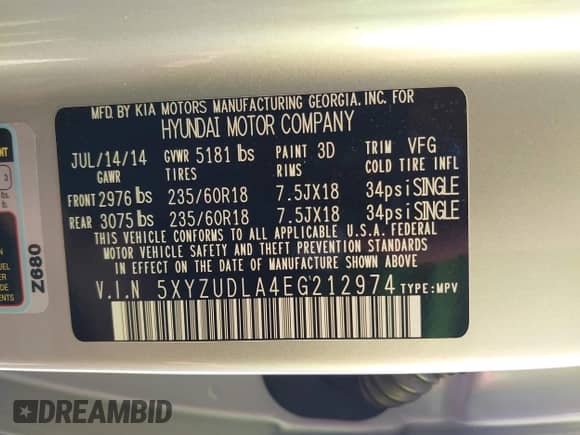 MFD. BY KIA MOTORS MANUFACTURING GEORGIA, INC. FOR
HYUNDAI MOTOR COMPANY
JUL/14/14 GVWR 5181 lbs PAINT 3D TRIM VFG
GAWR RIMS COLD TIRE INFL
FRONT 2976 lbs 235/60R18 7.5JX18 34psi SINGLE
REAR 3075 lbs 235/60R18 7.5JX18 34psi SINGLE
THIS VEHICLE CONFORMS TO ALL APPLICABLE U.S.A. FEDERAL
MOTOR VEHICLE SAFETY AND THEFT PREVENTION STANDARDS
IN EFFECT ON THE DATE OF MANUFACTURE SHOWN ABOVE
V.I.N 5XYZUDLA4EG212974 TYPE:MPV
Z680
DREAMBID